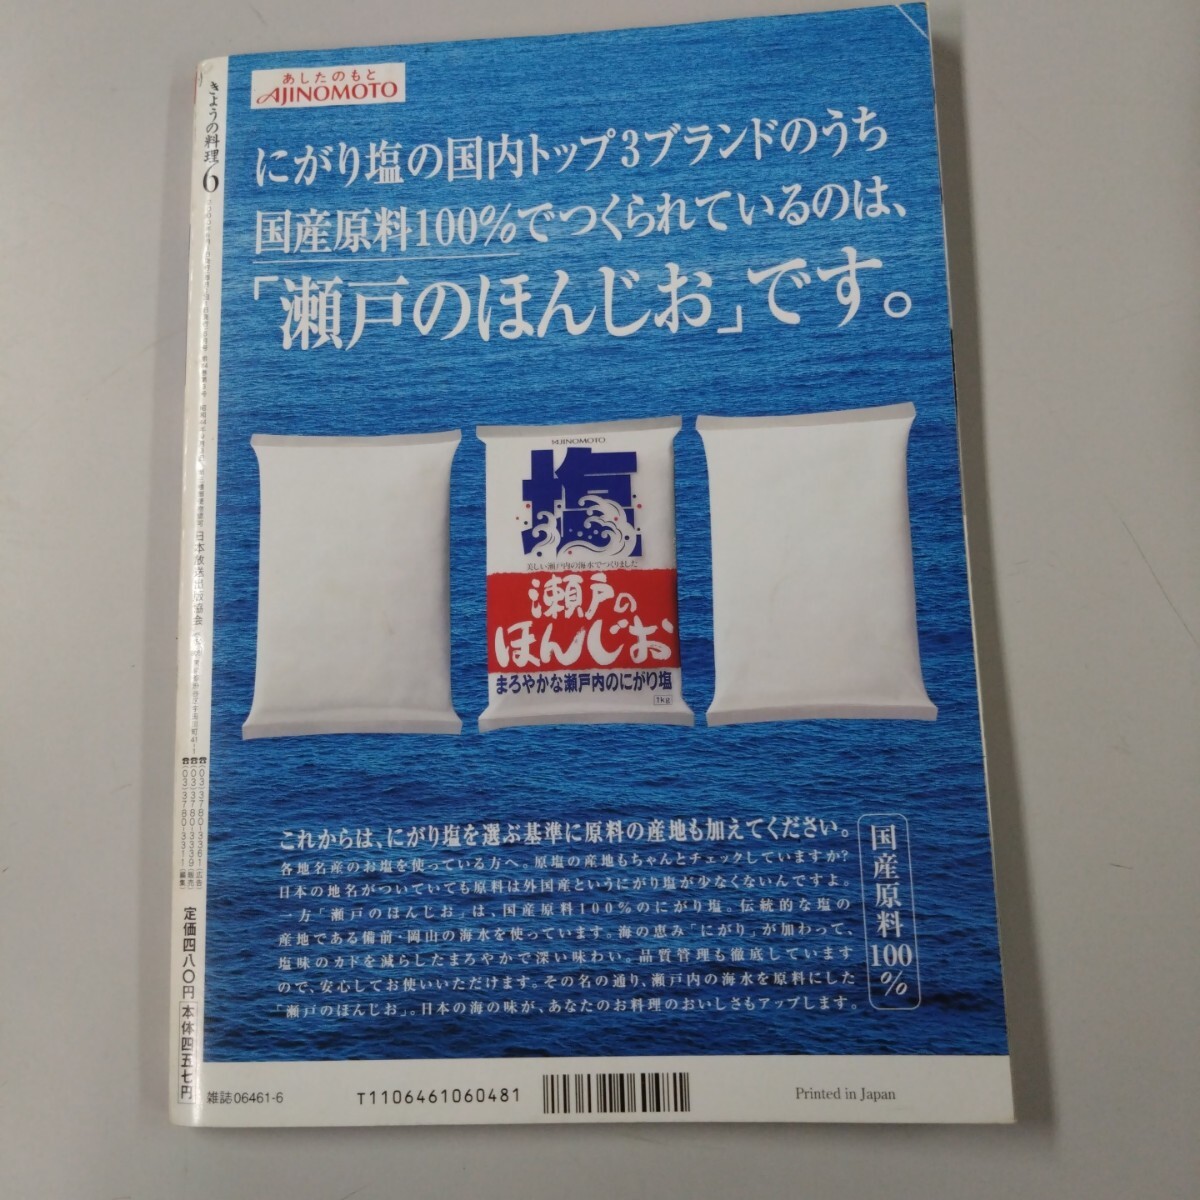 あしたのもと
AJINOMOTO
にがり塩の国内トップ3ブランドのうち
国産原料100%でつくられているのは、
「瀬戸のほんじお」です。
AJINOMOTO
塩
美しい瀬戸内の海水でつくりました
瀬戸の
ほんじお
まろやかな瀬戸内のにがり塩
1kg
これからは、にがり塩を選ぶ基準に原料の産地も加えてください。
各地名産のお塩を使っている方へ。原塩の産地もちゃんとチェックしていますか?
日本の地名がついていても原料は外国産というにがり塩が少なくないんですよ。
一方「瀬戸のほんじお」は、国産原料100%のにがり塩。伝統的な塩の
産地である備前・岡山の海水を使っています。海の恵み「にがり」が加わって、
塩味のカドを減らしたまろやかで深い味わい。品質管理も徹底しています
ので、安心してお使いいただけます。その名の通り、瀬戸内の海水を原料にした
「瀬戸のほんじお」。日本の海の味が、あなたのお料理のおいしさもアップします。
国産原料100%
きょうの料理6
日本放送出版協会
☎(03)3780-3361(広告)
☎(03)3780-3339(販売)
☎(03)3780-3311(編集)
定価四八〇円
本体四五七円
雑誌06461-6
T1106461060481
Printed in Japan